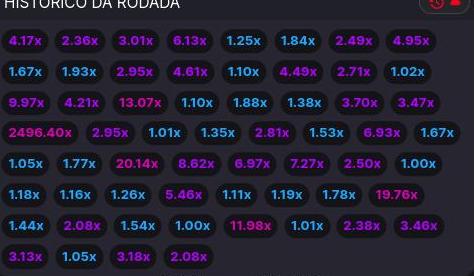 HISTÓRICO DA RODADA
4.17x 2.36x 3.01x 6.13x 1.25x 1.84x 2.49x 4.95x
1.67x 1.93x 2.95x 4.61x 1.10x 4.49x 2.71x 1.02x
9.97x 4.21x 13.07x 1.10x 1.88x 1.38x 3.70x 3.47x
2496.40x 2.95x 1.01x 1.35x 2.81x 1.53x 6.93x 1.67x
1.05x 1.77x 20.14x 8.62x 6.97x 7.27x 2.50x 1.00x
1.18x 1.16x 1.26x 5.46x 1.11x 1.19x 1.78x 19.76x
1.44x 2.08x 1.54x 1.00x 11.98x 1.01x 2.38x 3.46x
3.13x 1.05x 3.18x 2.08x